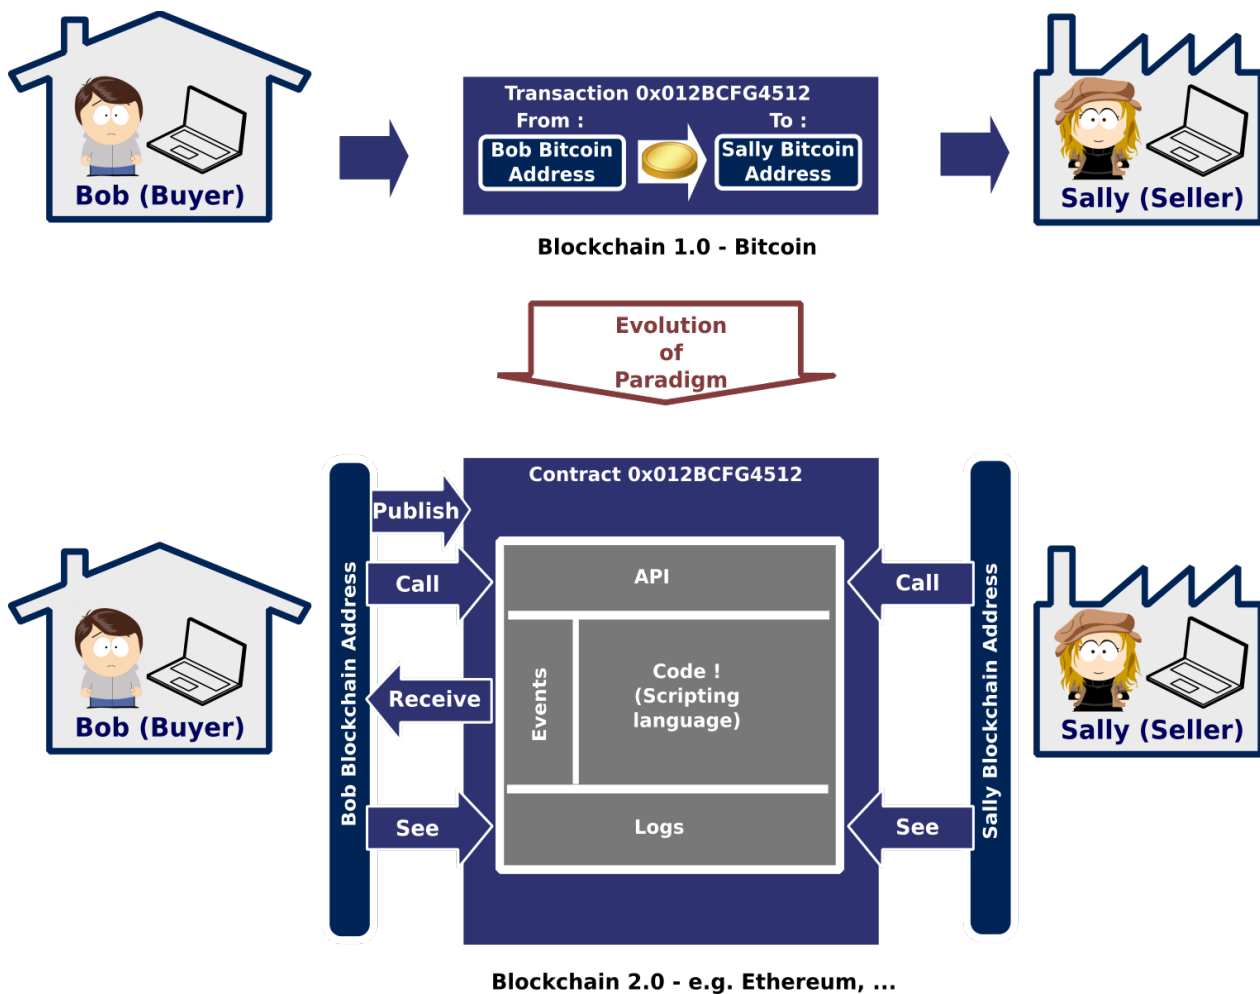 Transaction 0x012BCFG4512
From :
To :
Bob Bitcoin
Address
Sally Bitcoin
Address
Bob (Buyer)
Sally (Seller)
Blockchain 1.0 - Bitcoin
Evolution
of
Paradigm
Contract 0x012BCFG4512
Publish
Call
API
Call
Bob Blockchain Address
Sally Blockchain Address
Events
Code !
(Scripting
language)
Receive
Bob (Buyer)
Sally (Seller)
See
Logs
See
Blockchain 2.0 - e.g. Ethereum, ...